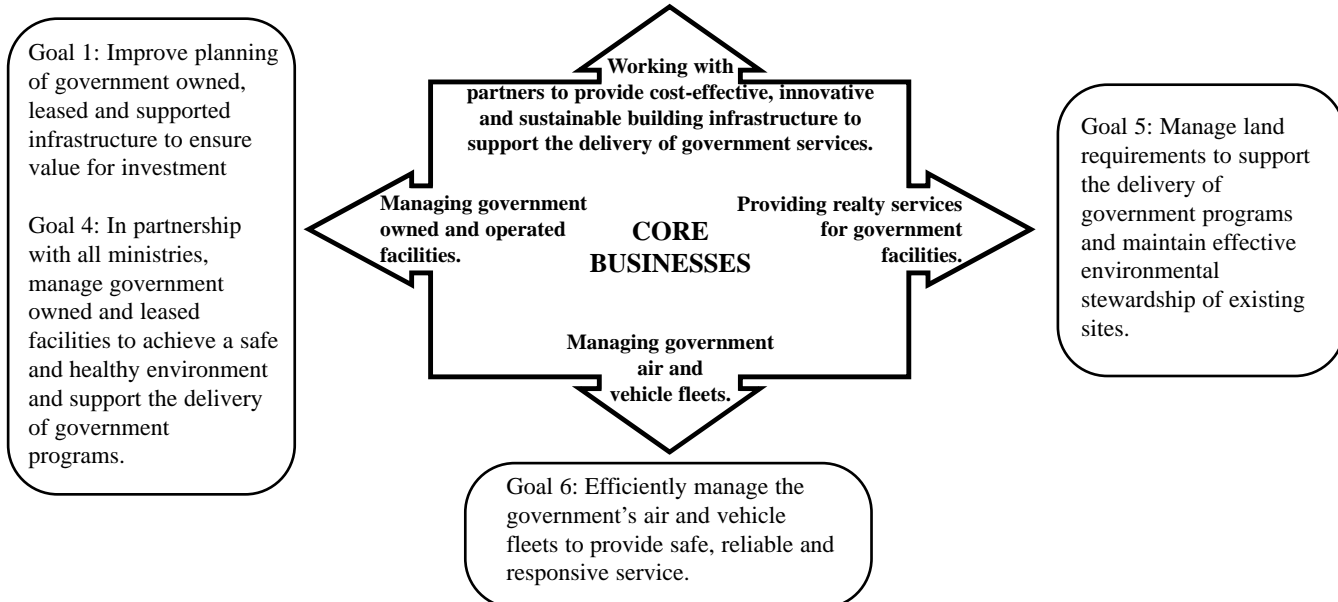 Goal 1: Improve planning
of government owned,
leased and supported
infrastructure to ensure
value for investment
Goal 4: In partnership
with all ministries,
manage government
owned and leased
facilities to achieve a safe
and healthy environment
and support the delivery
of government
programs.
Working with
partners to provide cost-effective, innovative
and sustainable building infrastructure to
support the delivery of government services.
Managing government
owned and operated
facilities.
CORE
BUSINESSES
Providing realty services
for government
facilities.
Managing government
air and
vehicle fleets.
Goal 5: Manage land
requirements to support
the delivery of
government programs
and maintain effective
environmental
stewardship of existing
sites.
Goal 6: Efficiently manage the
government’s air and vehicle
fleets to provide safe, reliable and
responsive service.